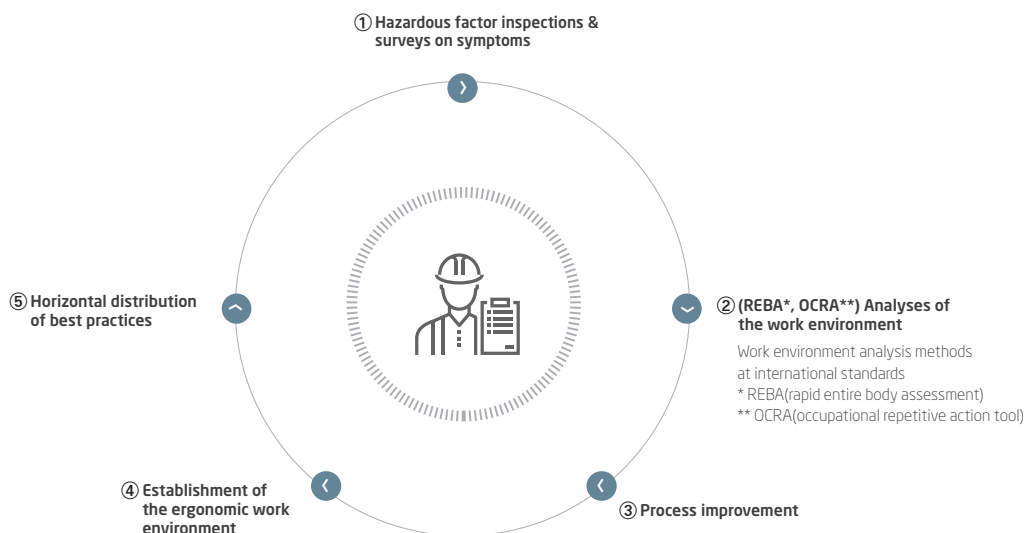 ① Hazardous factor inspections &
surveys on symptoms
② (REBA*, OCRA**) Analyses of
the work environment
Work environment analysis methods
at international standards
* REBA(rapid entire body assessment)
** OCRA(occupational repetitive action tool)
③ Process improvement
④ Establishment of
the ergonomic work
environment
⑤ Horizontal distribution
of best practices